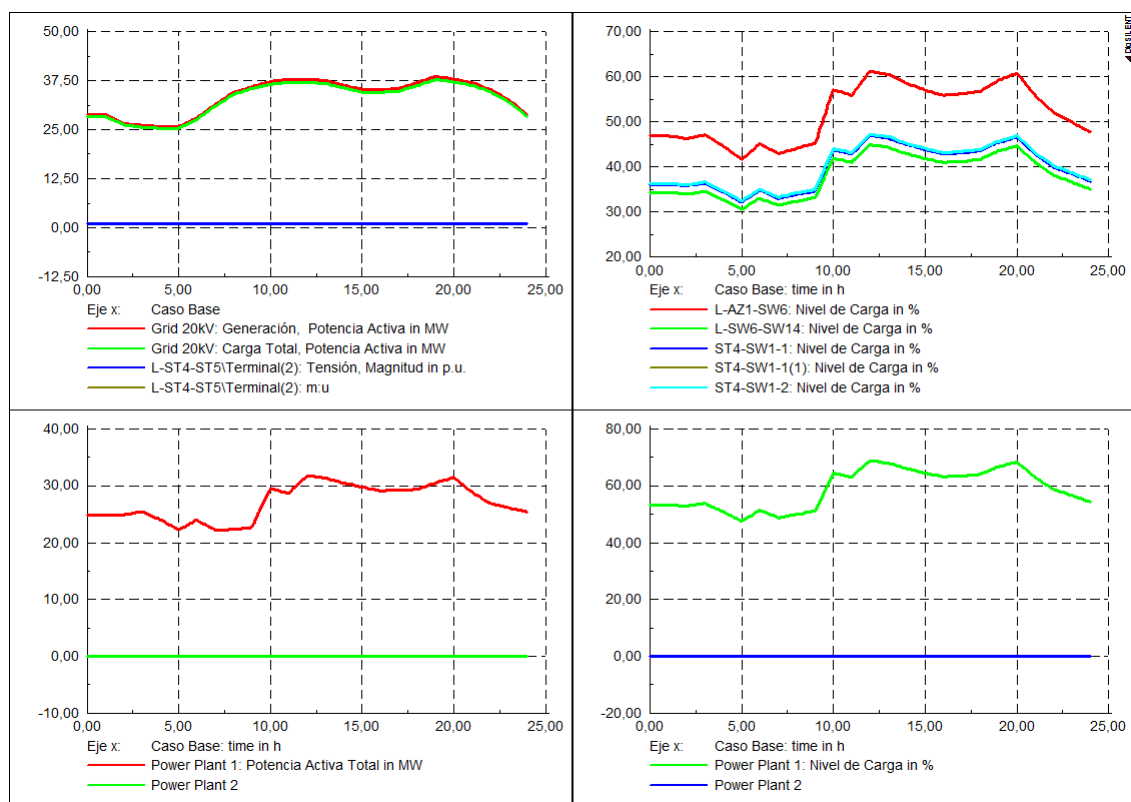 50,00
37,50
25,00
12,50
0,00
-12,50
0,00 5,00 10,00 15,00 20,00 25,00
Eje x: Caso Base
Grid 20kV: Generación, Potencia Activa in MW
Grid 20kV: Carga Total, Potencia Activa in MW
L-ST4-ST5\Terminal(2): Tensión, Magnitud in p.u.
L-ST4-ST5\Terminal(2): m:u
70,00
60,00
50,00
40,00
30,00
20,00
0,00 5,00 10,00 15,00 20,00 25,00
Eje x: Caso Base: time in h
L-AZ1-SW6: Nivel de Carga in %
L-SW6-SW14: Nivel de Carga in %
ST4-SW1-1: Nivel de Carga in %
ST4-SW1-1(1): Nivel de Carga in %
ST4-SW1-2: Nivel de Carga in %
DIgSILENT
40,00
30,00
20,00
10,00
0,00
-10,00
0,00 5,00 10,00 15,00 20,00 25,00
Eje x: Caso Base: time in h
Power Plant 1: Potencia Activa Total in MW
Power Plant 2
80,00
60,00
40,00
20,00
0,00
-20,00
0,00 5,00 10,00 15,00 20,00 25,00
Eje x: Caso Base: time in h
Power Plant 1: Nivel de Carga in %
Power Plant 2